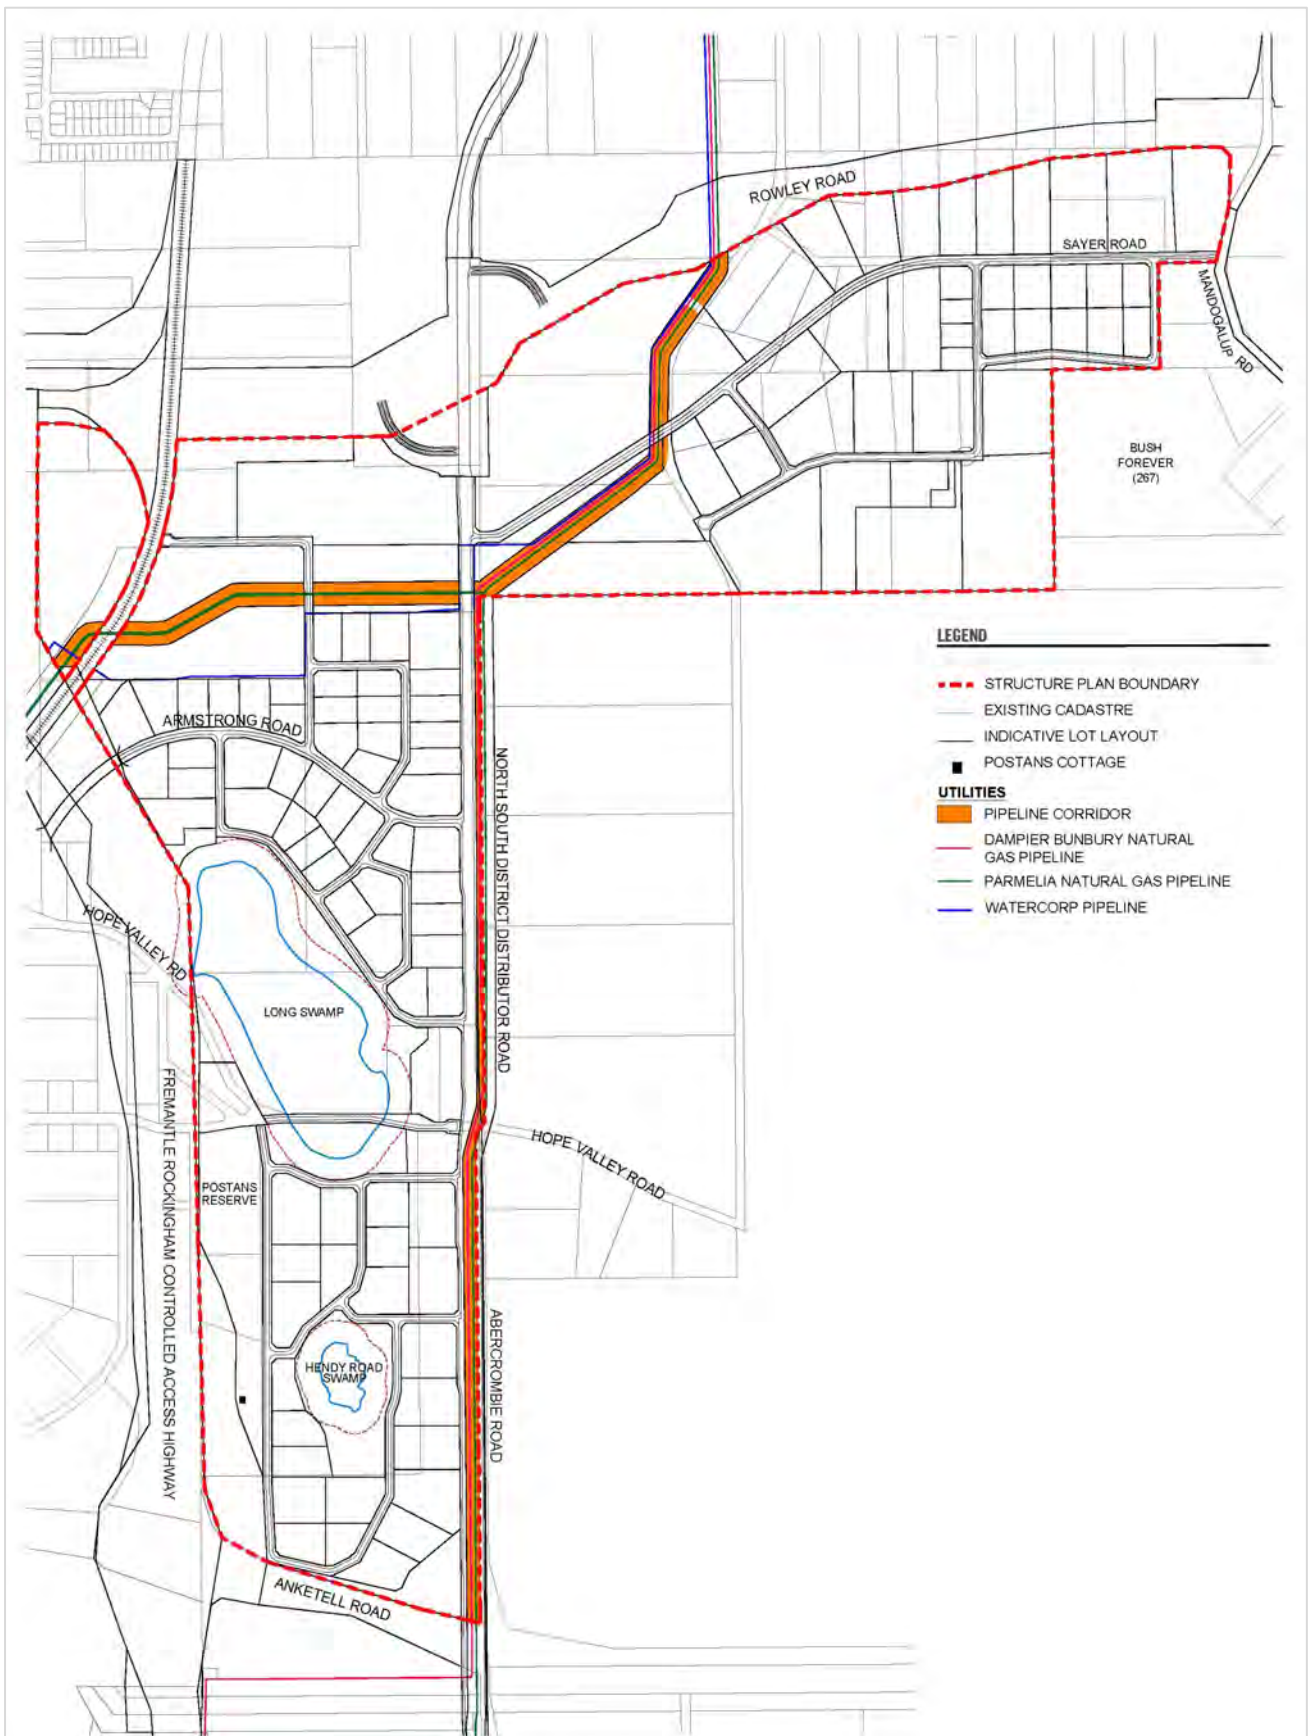 ROWLEY ROAD
SAYER ROAD
MANDOGALUP RD
BUSH
FOREVER
(267)
LEGEND
STRUCTURE PLAN BOUNDARY
EXISTING CADASTRE
INDICATIVE LOT LAYOUT
POSTANS COTTAGE
UTILITIES
PIPELINE CORRIDOR
DAMPIER BUNBURY NATURAL
GAS PIPELINE
PARMELIA NATURAL GAS PIPELINE
WATERCORP PIPELINE
ARMSTRONG ROAD
NORTH SOUTH DISTRICT DISTRIBUTOR ROAD
HOPE VALLEY RD
LONG SWAMP
FREMANTLE ROCKINGHAM CONTROLLED ACCESS HIGHWAY
HOPE VALLEY ROAD
POSTANS
RESERVE
ABERCROMBIE ROAD
HENDY ROAD
SWAMP
ANKETELL ROAD